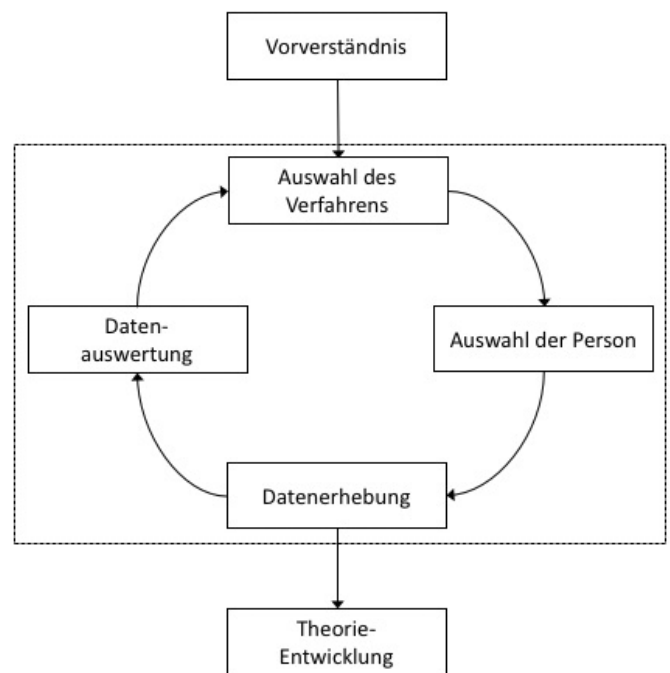 Vorverständnis
Auswahl des
Verfahrens
Auswahl der Person
Datenerhebung
Daten-
auswertung
Theorie-
Entwicklung